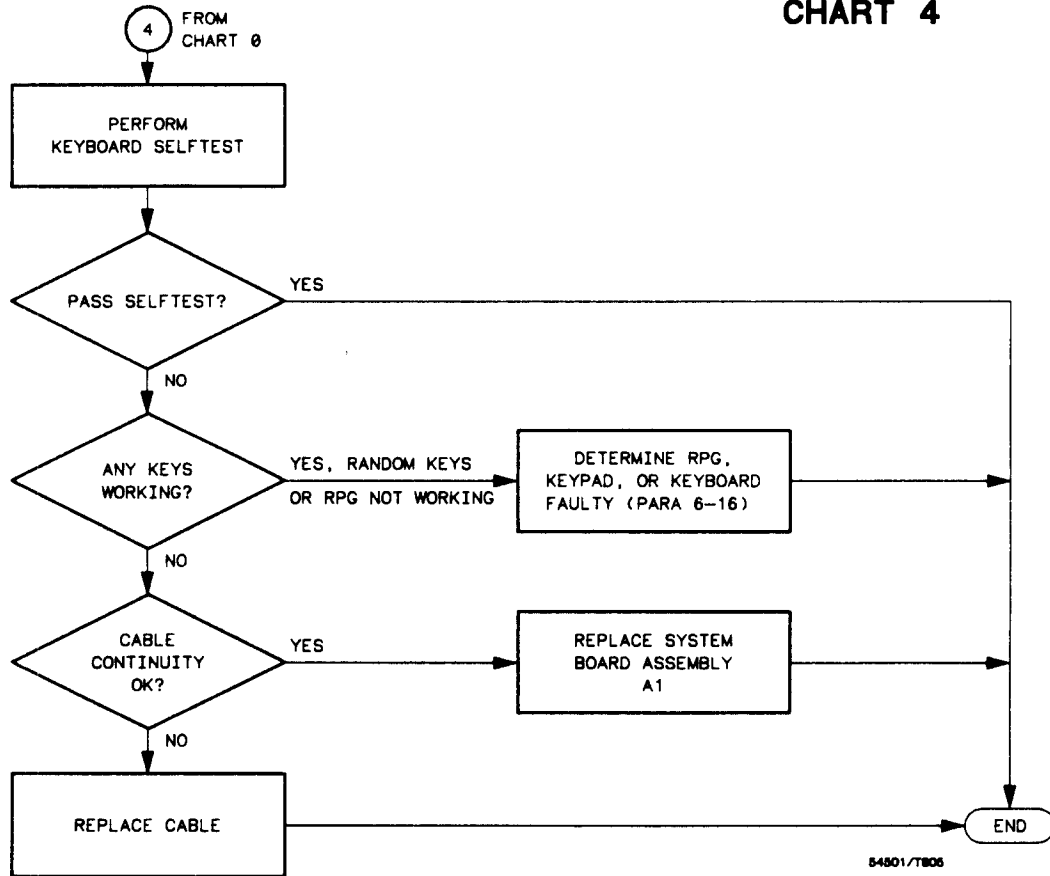 CHART 4
4
FROM
CHART 0
PERFORM
KEYBOARD SELFTEST
PASS SELFTEST?
YES
NO
ANY KEYS
WORKING?
YES, RANDOM KEYS
OR RPG NOT WORKING
DETERMINE RPG,
KEYPAD, OR KEYBOARD
FAULTY (PARA 6-16)
NO
CABLE
CONTINUITY
OK?
YES
REPLACE SYSTEM
BOARD ASSEMBLY
A1
NO
REPLACE CABLE
END
54501/T805